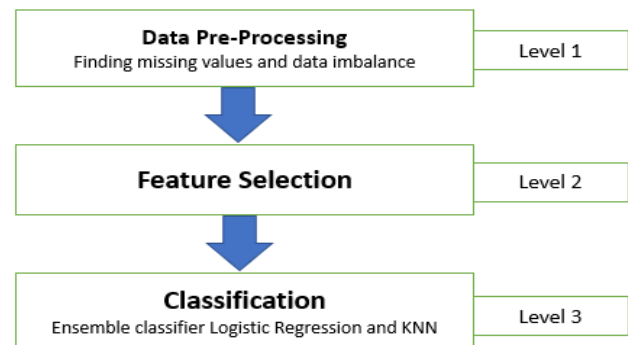 Data Pre-Processing
Finding missing values and data imbalance
Level 1
Feature Selection
Level 2
Classification
Ensemble classifier Logistic Regression and KNN
Level 3